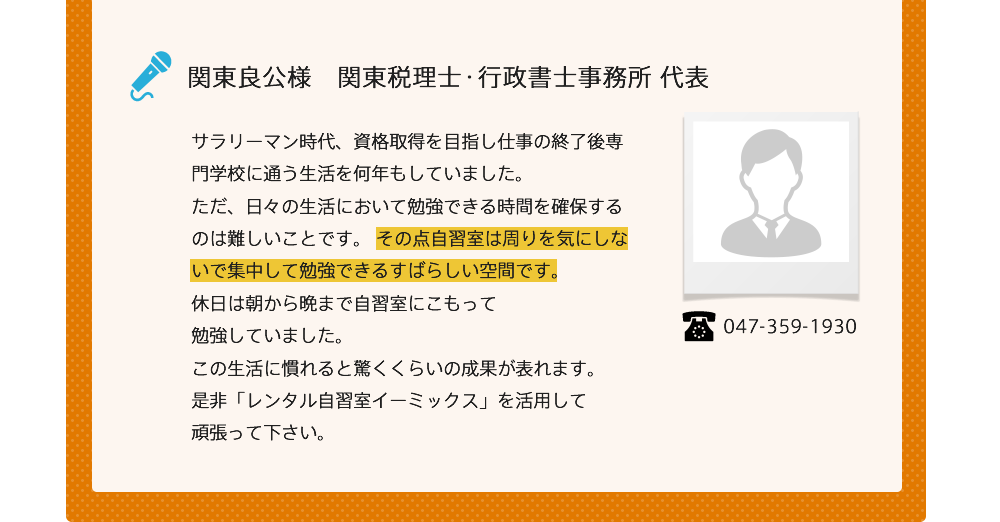 関東良公様　関東税理士・行政書士事務所 代表
サラリーマン時代、資格取得を目指し仕事の終了後専
門学校に通う生活を何年もしていました。
ただ、日々の生活において勉強できる時間を確保する
のは難しいことです。 その点自習室は周りを気にしな
いで集中して勉強できるすばらしい空間です。
休日は朝から晩まで自習室にこもって
勉強していました。
この生活に慣れると驚くくらいの成果が表れます。
是非「レンタル自習室イーミックス」を活用して
頑張って下さい。
047-359-1930